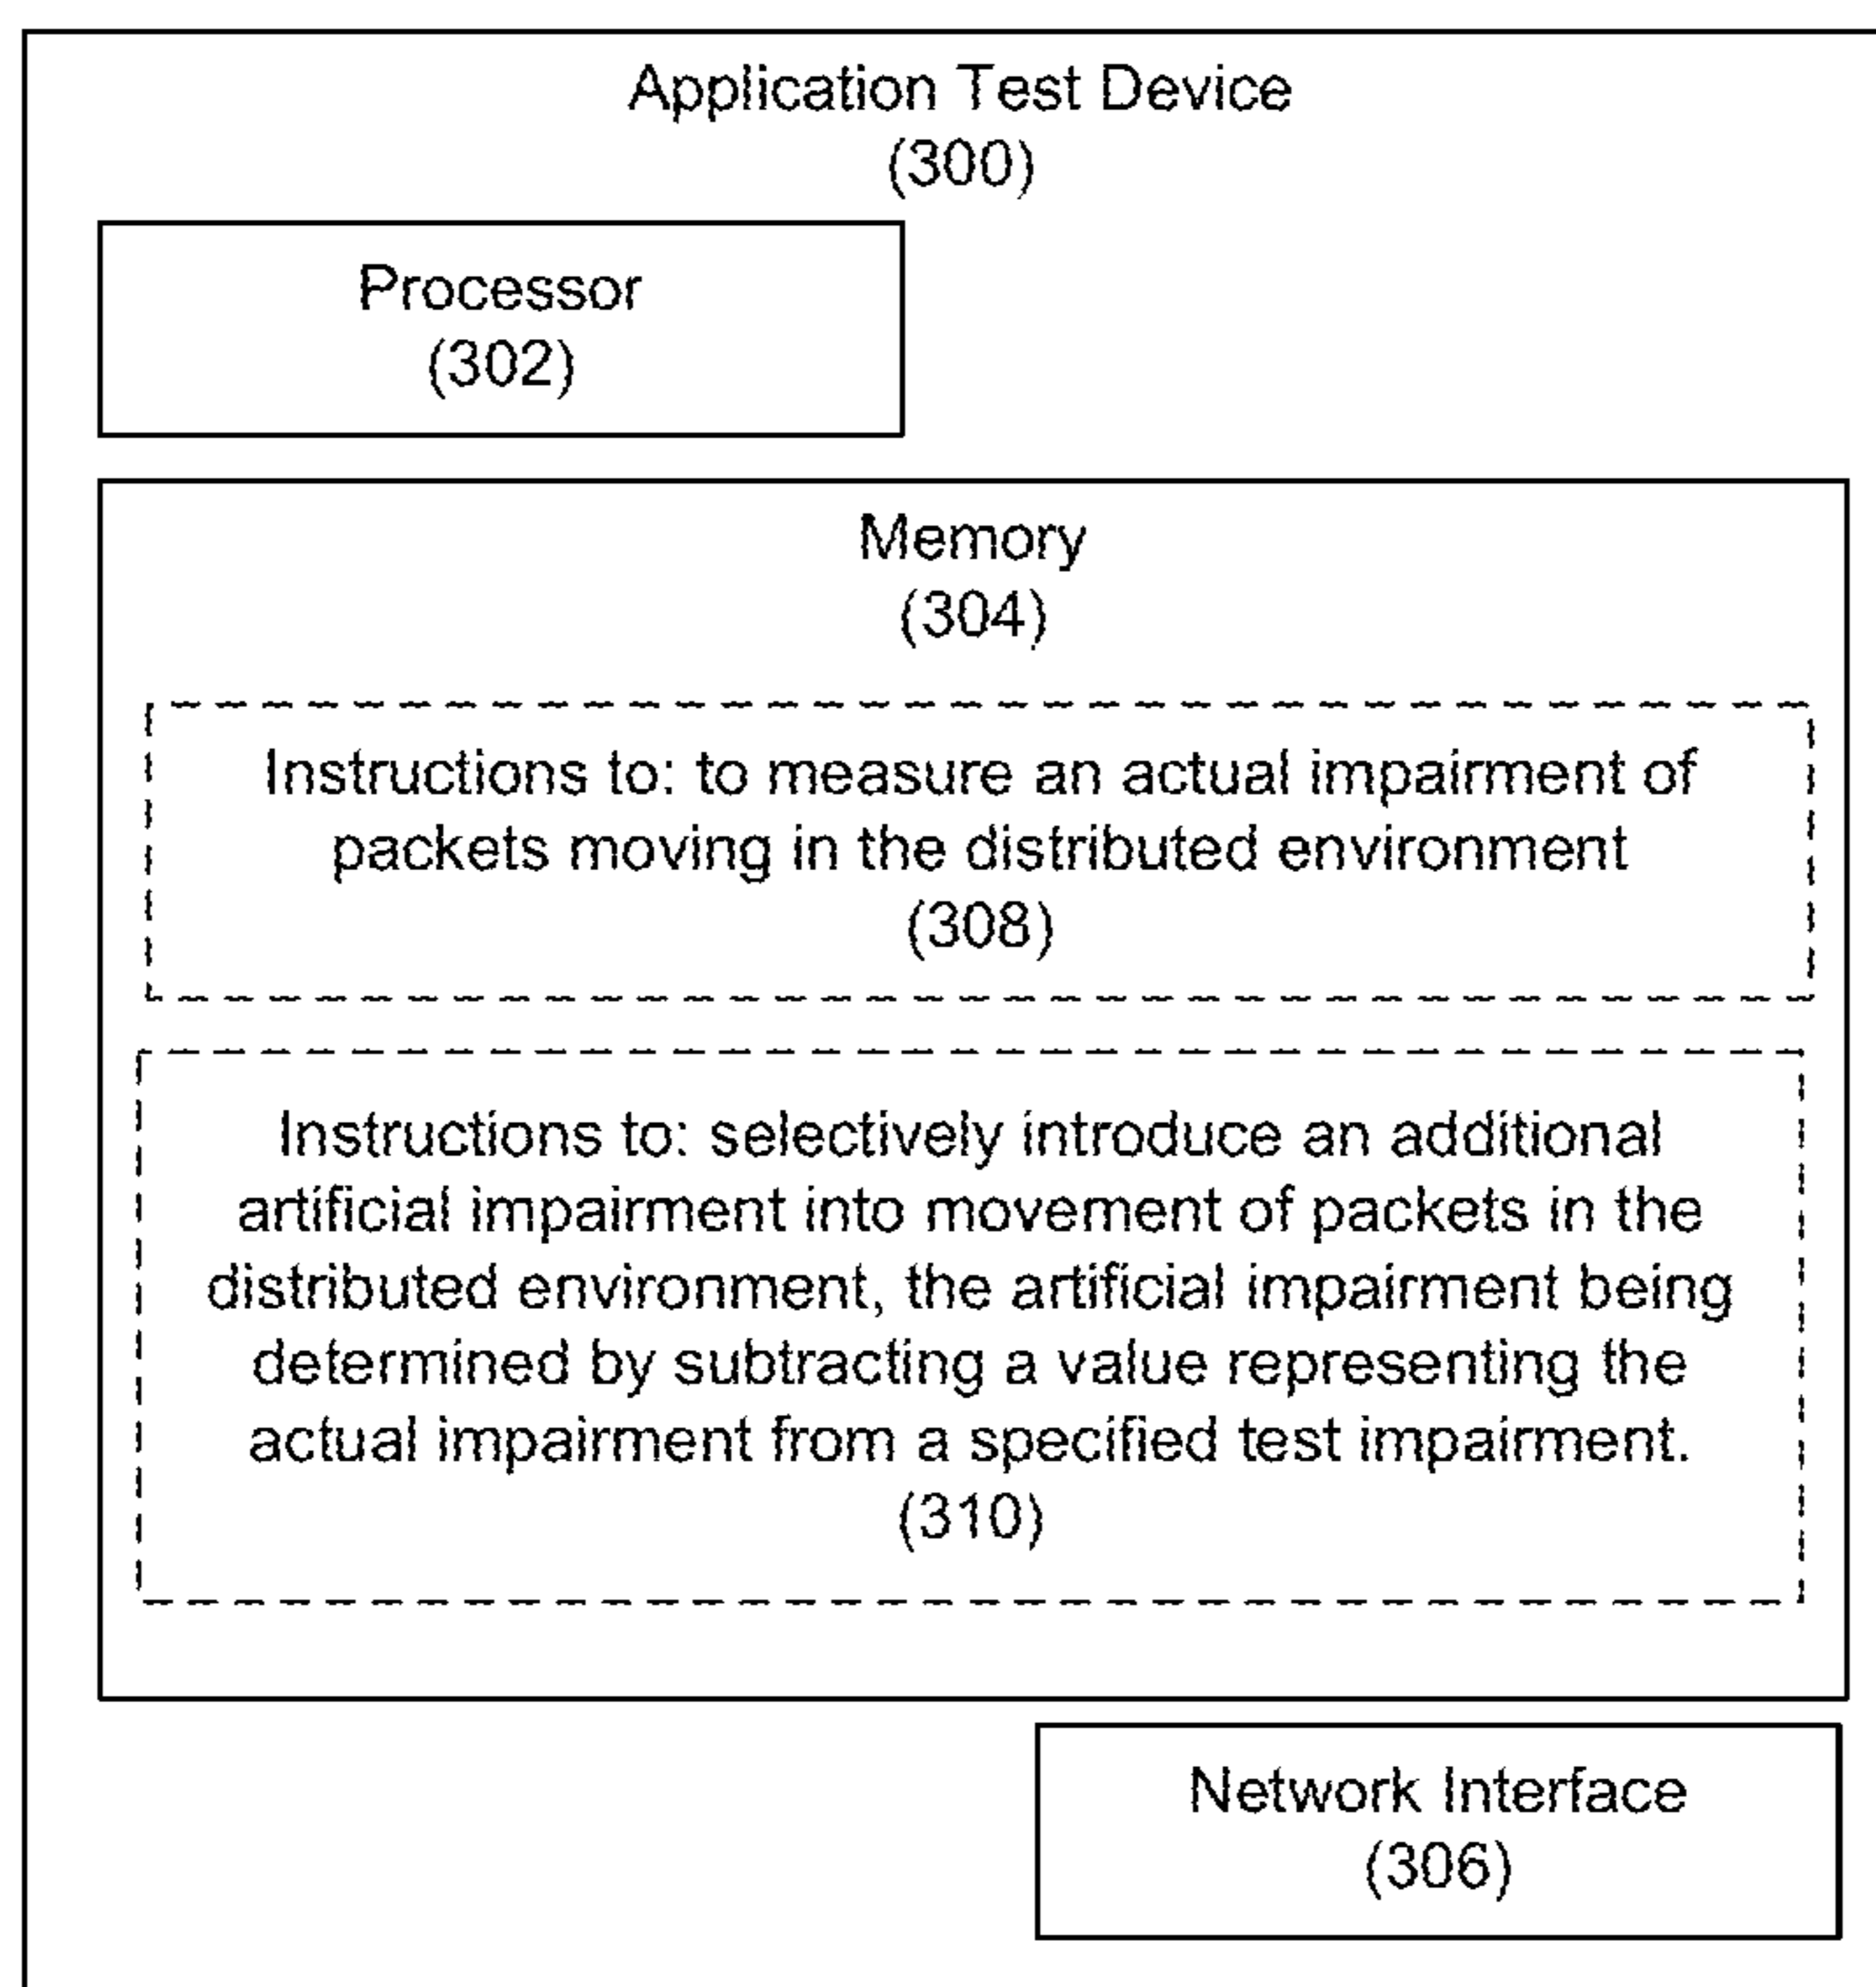 Application Test Device
(300)
Processor
(302)
Memory
(304)
Instructions to: to measure an actual impairment of
packets moving in the distributed environment
(308)
Instructions to: selectively introduce an additional
artificial impairment into movement of packets in the
distributed environment, the artificial impairment being
determined by subtracting a value representing the
actual impairment from a specified test impairment.
(310)
Network Interface
(306)